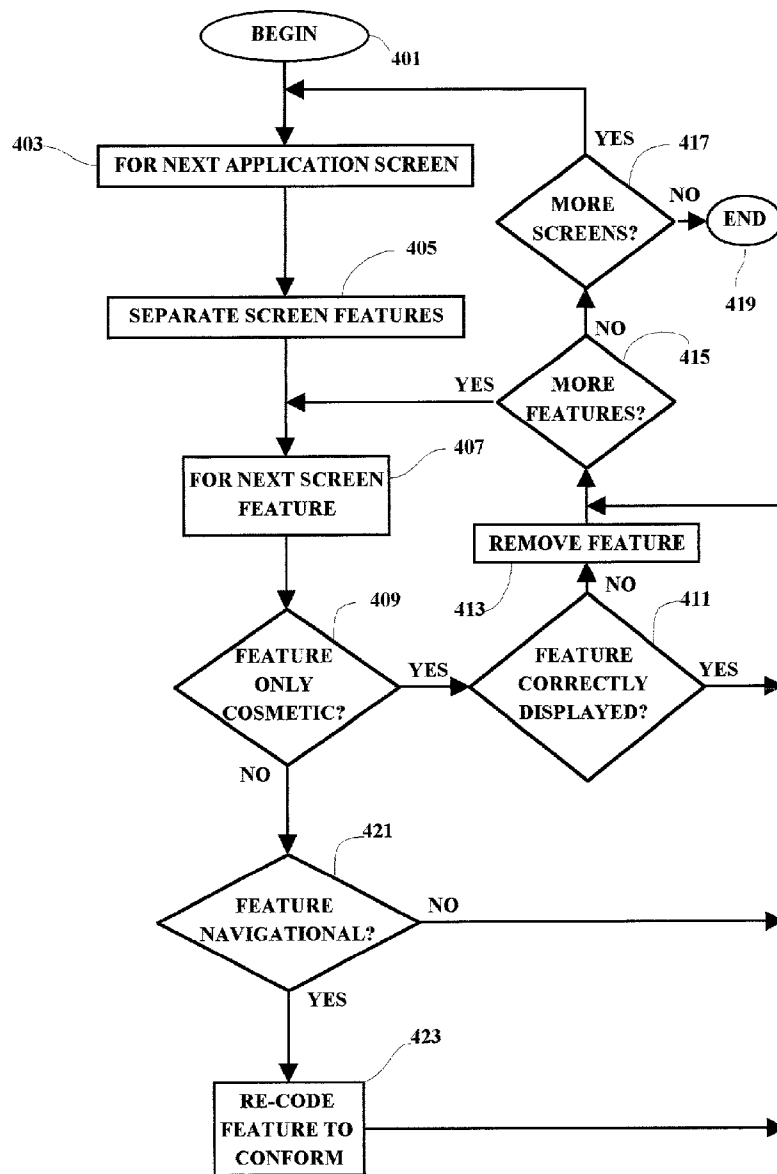 BEGIN
401
403
FOR NEXT APPLICATION SCREEN
YES
417
MORE
SCREENS?
NO
END
419
405
SEPARATE SCREEN FEATURES
NO
415
YES
MORE
FEATURES?
407
FOR NEXT SCREEN
FEATURE
REMOVE FEATURE
413
NO
409
411
FEATURE
ONLY
COSMETIC?
YES
FEATURE
CORRECTLY
DISPLAYED?
YES
NO
421
FEATURE
NAVIGATIONAL?
NO
YES
423
RE-CODE
FEATURE TO
CONFORM